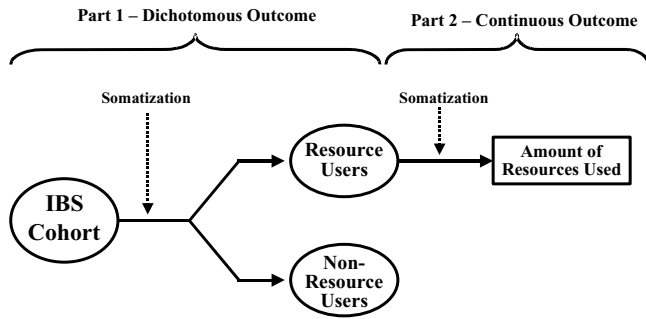 Part 1 – Dichotomous Outcome
Part 2 – Continuous Outcome
Somatization
Somatization
Resource
Users
Amount of
Resources Used
IBS
Cohort
Non-
Resource
Users